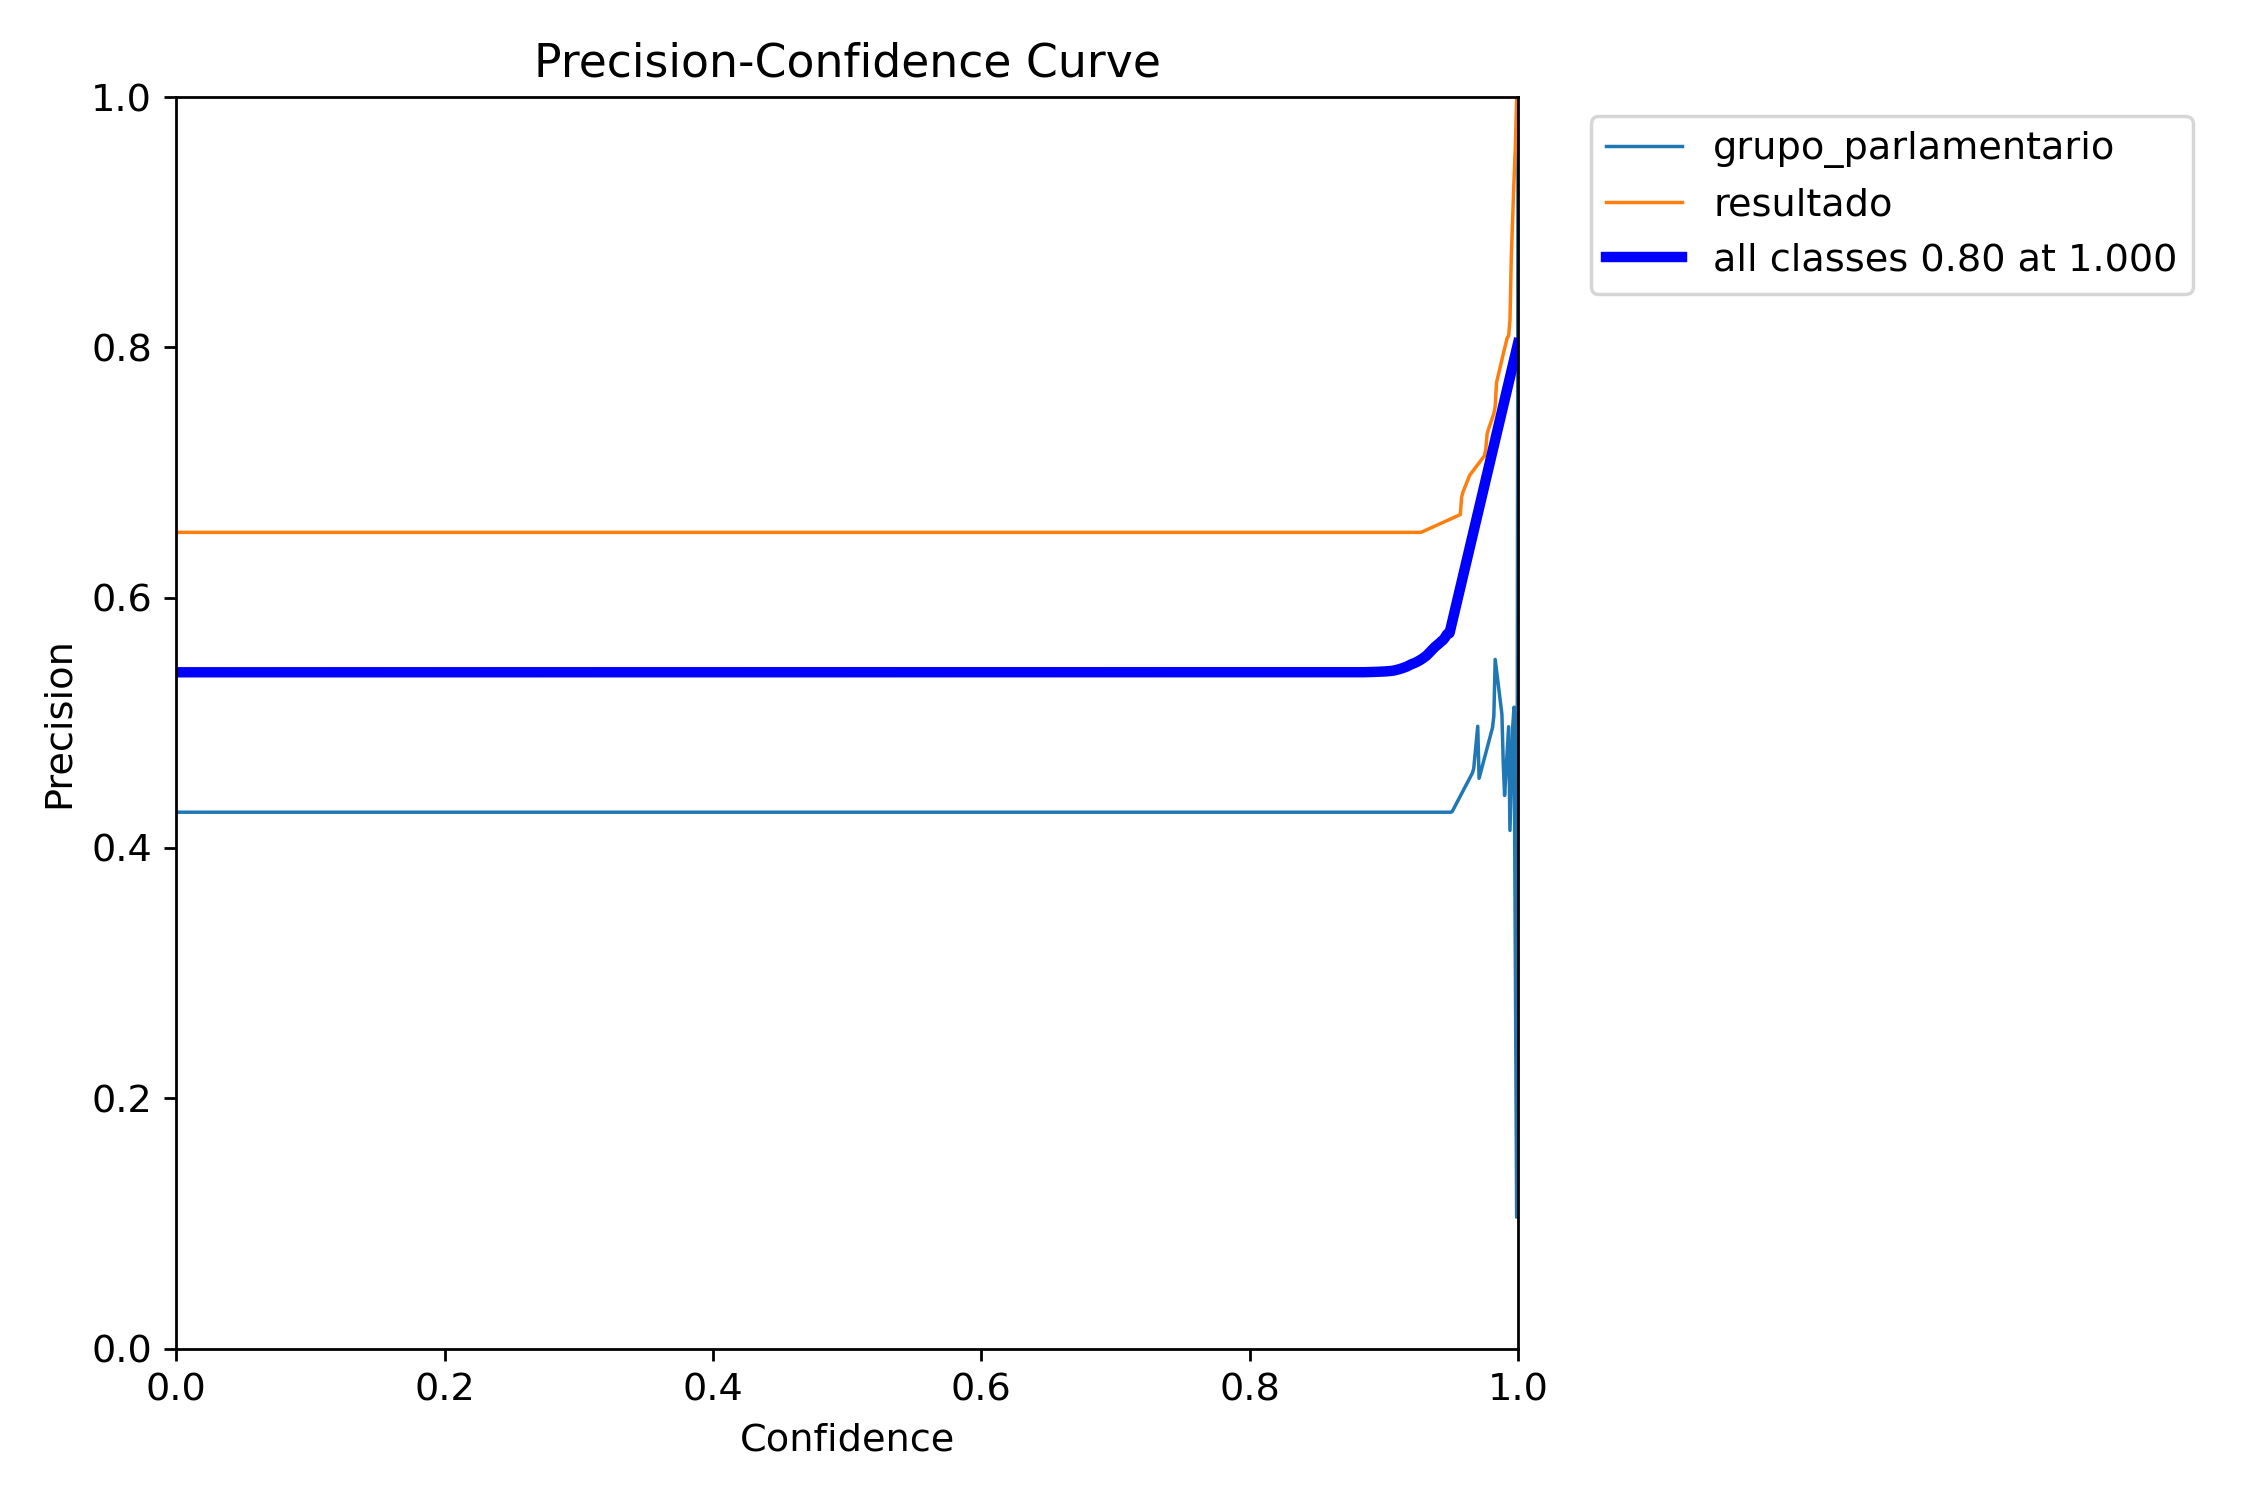 Precision-Confidence Curve
1.0
0.8
0.6
0.4
0.2
0.0
Precision
0.0 0.2 0.4 0.6 0.8 1.0
Confidence
grupo_parlamentario
resultado
all classes 0.80 at 1.000